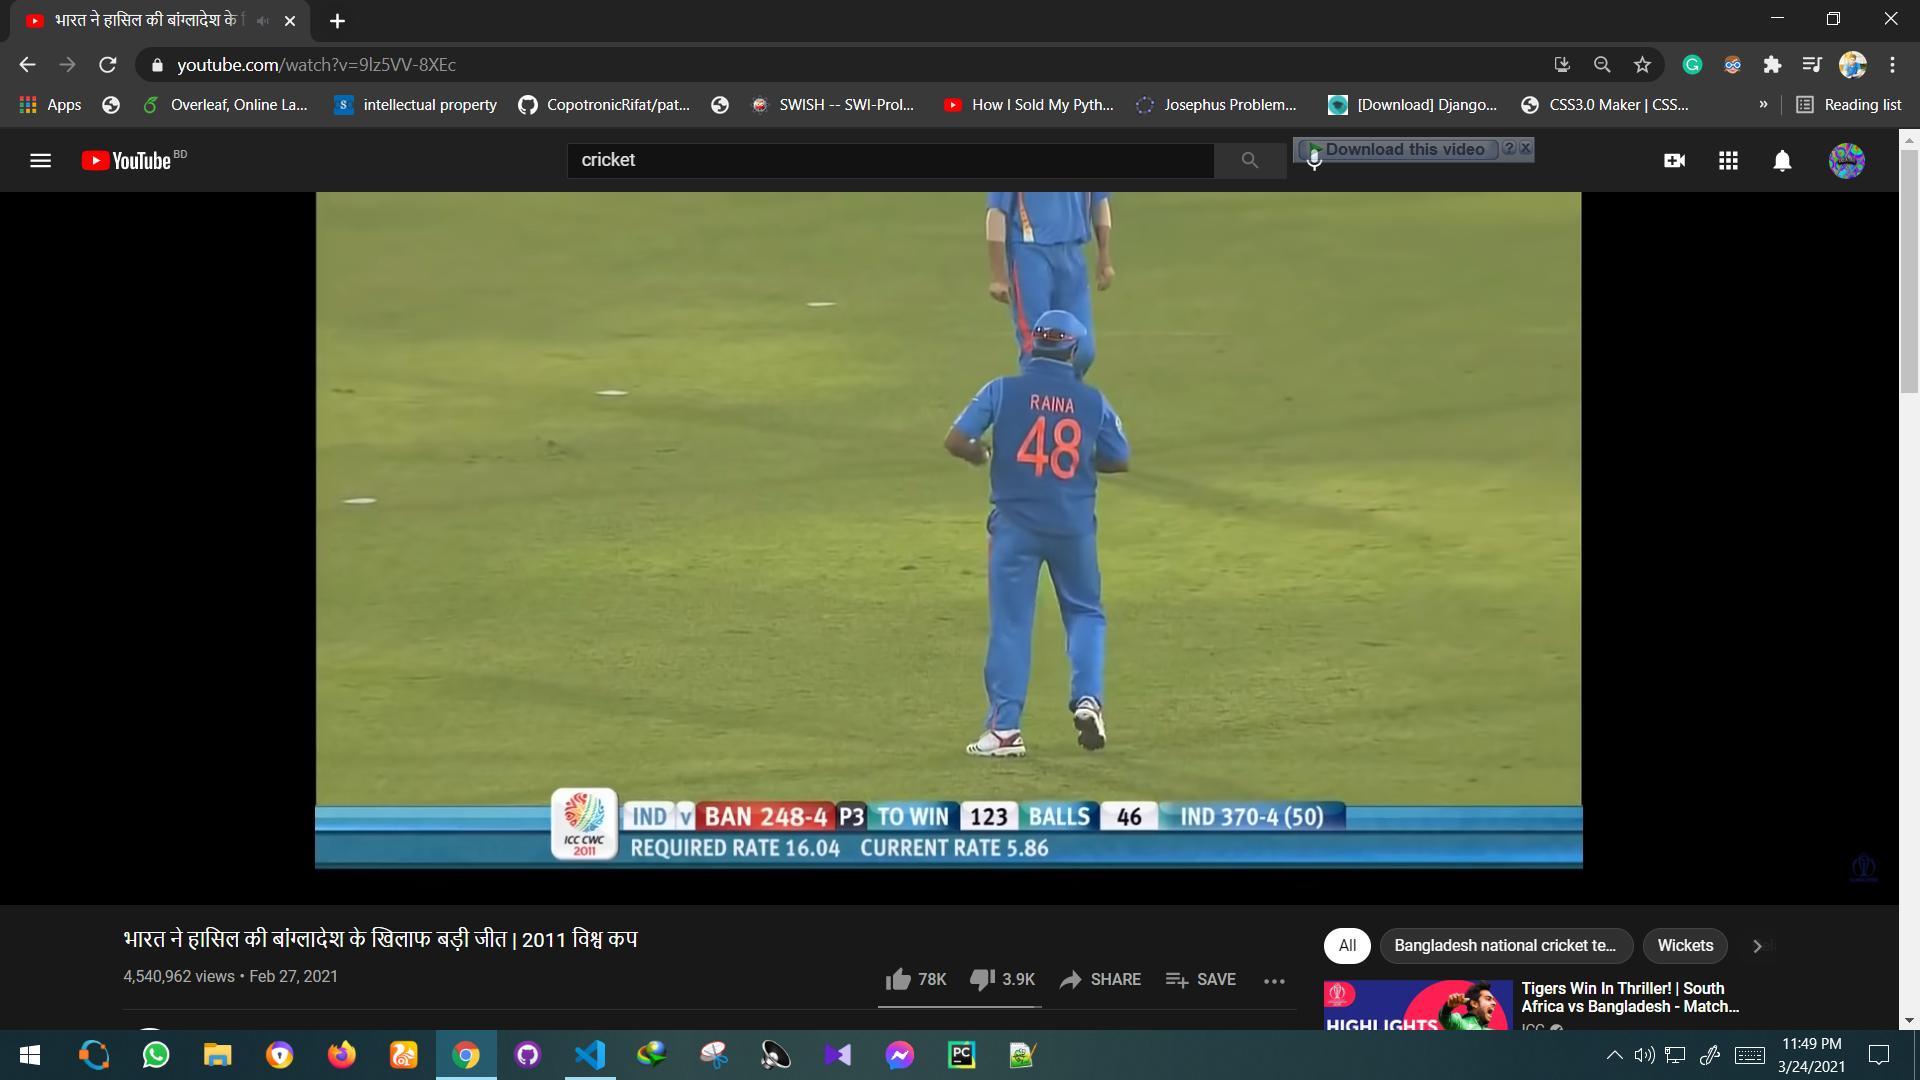 भारत ने हासिल की बांग्लादेश के
youtube.com/watch?v=9lz5VV-8XEc
Apps
Overleaf, Online La...
intellectual property
CopotronicRifat/pat...
SWISH -- SWI-Prol...
How I Sold My Pyth...
Josephus Problem...
[Download] Django...
CSS3.0 Maker | CSS...
»
Reading list
YouTube BD
cricket
Download this video ? X
RAINA
48
ICC CWC
2011
IND v BAN 248-4 P3 TO WIN 123 BALLS 46 IND 370-4 (50)
REQUIRED RATE 16.04 CURRENT RATE 5.86
भारत ने हासिल की बांग्लादेश के खिलाफ बड़ी जीत | 2011 विश्व कप
4,540,962 views • Feb 27, 2021
78K
3.9K
SHARE
SAVE
All
Bangladesh national cricket te...
Wickets
Tigers Win In Thriller! | South
Africa vs Bangladesh - Match...
ICC
HIGHLIGHTS
PC
11:49 PM
3/24/2021